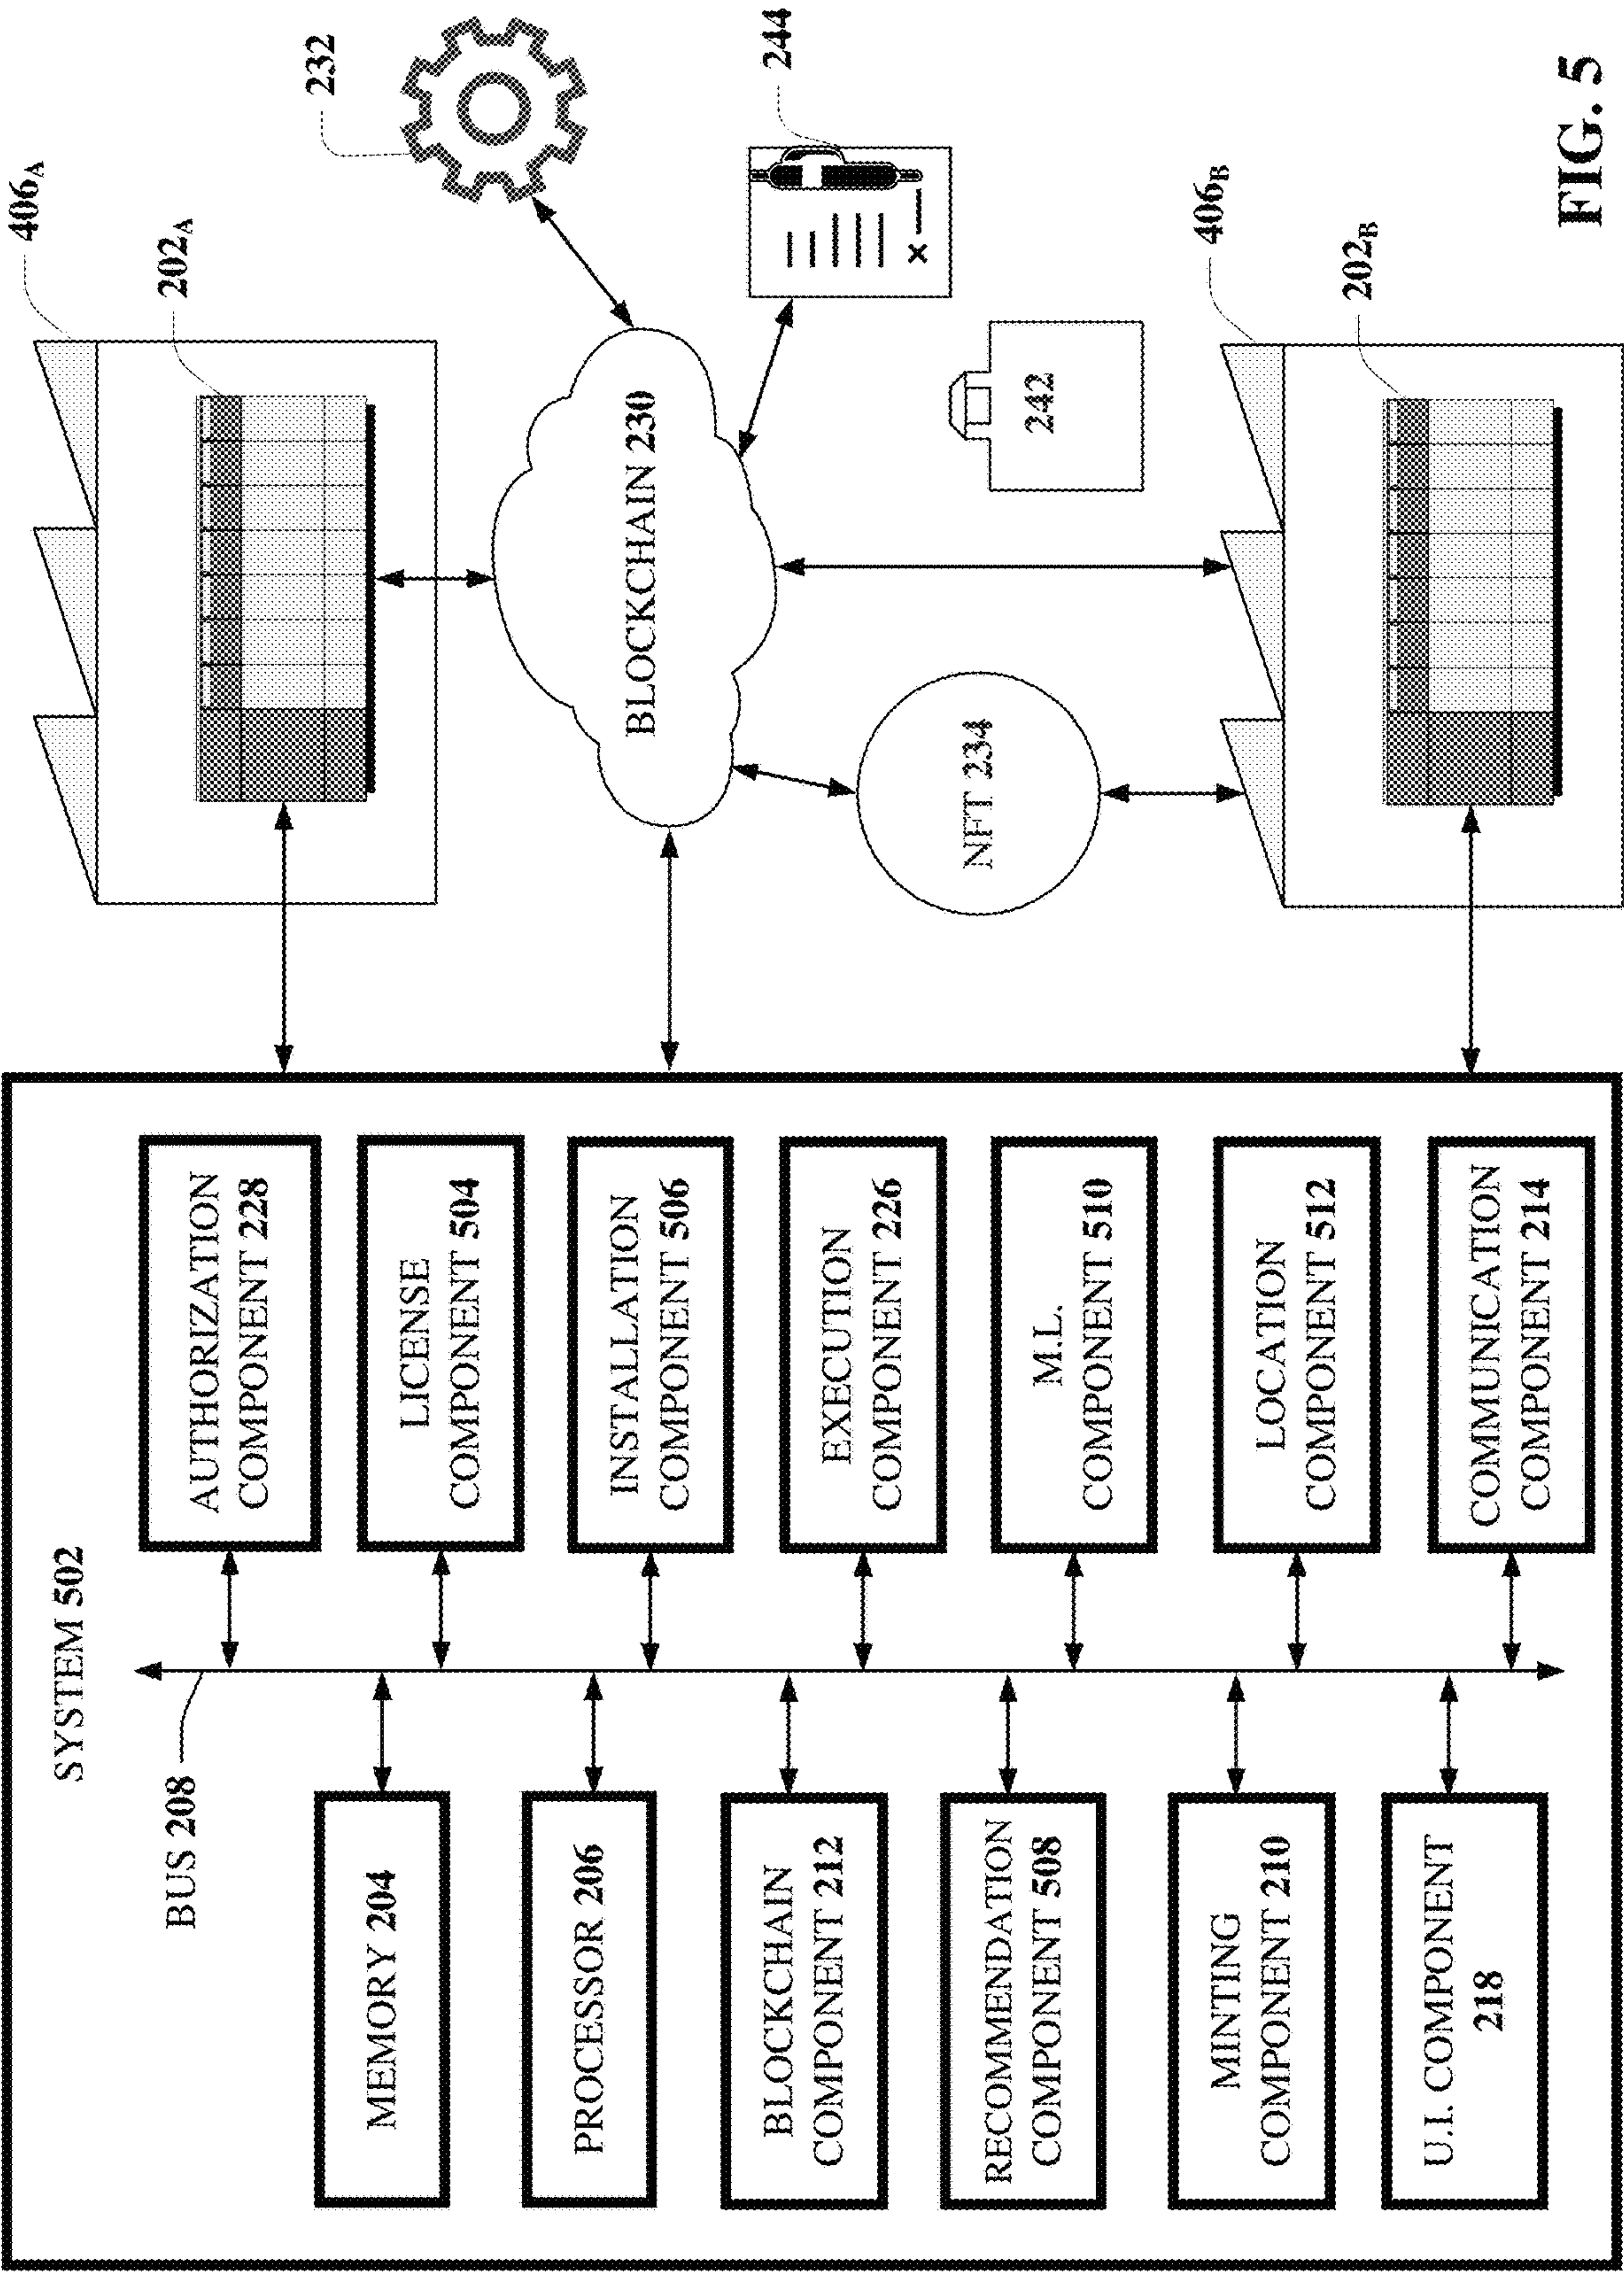 SYSTEM 502
BUS 208
MEMORY 204
PROCESSOR 206
BLOCKCHAIN
COMPONENT 212
RECOMMENDATION
COMPONENT 508
MINTING
COMPONENT 210
U.I. COMPONENT
218
AUTHORIZATION
COMPONENT 228
LICENSE
COMPONENT 504
INSTALLATION
COMPONENT 506
EXECUTION
COMPONENT 226
M.L.
COMPONENT 510
LOCATION
COMPONENT 512
COMMUNICATION
COMPONENT 214
406A
202A
232
BLOCKCHAIN 230
244
x
242
NFT 234
406B
202B
FIG. 5